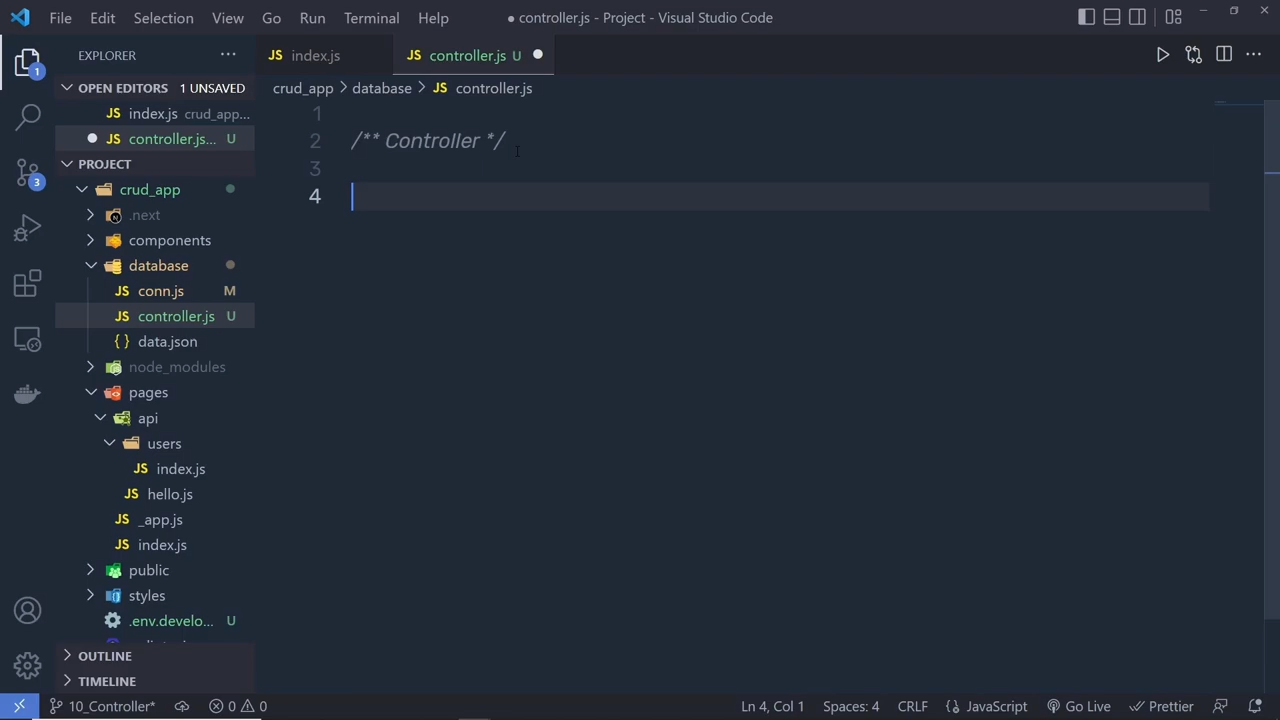 File Edit Selection View Go Run Terminal Help ● controller.js - Project - Visual Studio Code
EXPLORER
JS index.js
JS controller.js U
OPEN EDITORS 1 UNSAVED
JS index.js crud_app...
JS controller.js... U
PROJECT
crud_app
.next
components
database
JS conn.js M
JS controller.js U
{} data.json
node_modules
pages
api
users
JS index.js
JS hello.js
JS _app.js
JS index.js
public
styles
.env.develo... U
OUTLINE
TIMELINE
1
3
crud_app > database > JS controller.js
1
2 /** Controller */
3
4
10_Controller* 0 0 Ln 4, Col 1 Spaces: 4 CRLF {} JavaScript Go Live Prettier